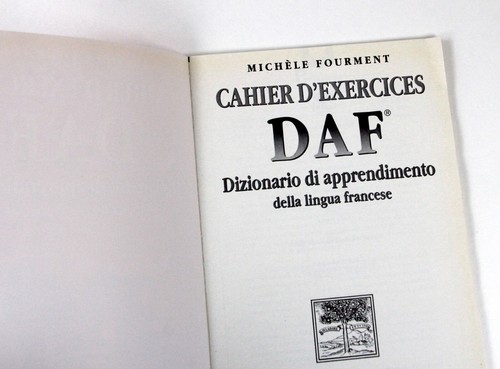 MICHÈLE FOURMENT
CAHIER D'EXERCICES
DAF®
Dizionario di apprendimento
della lingua francese